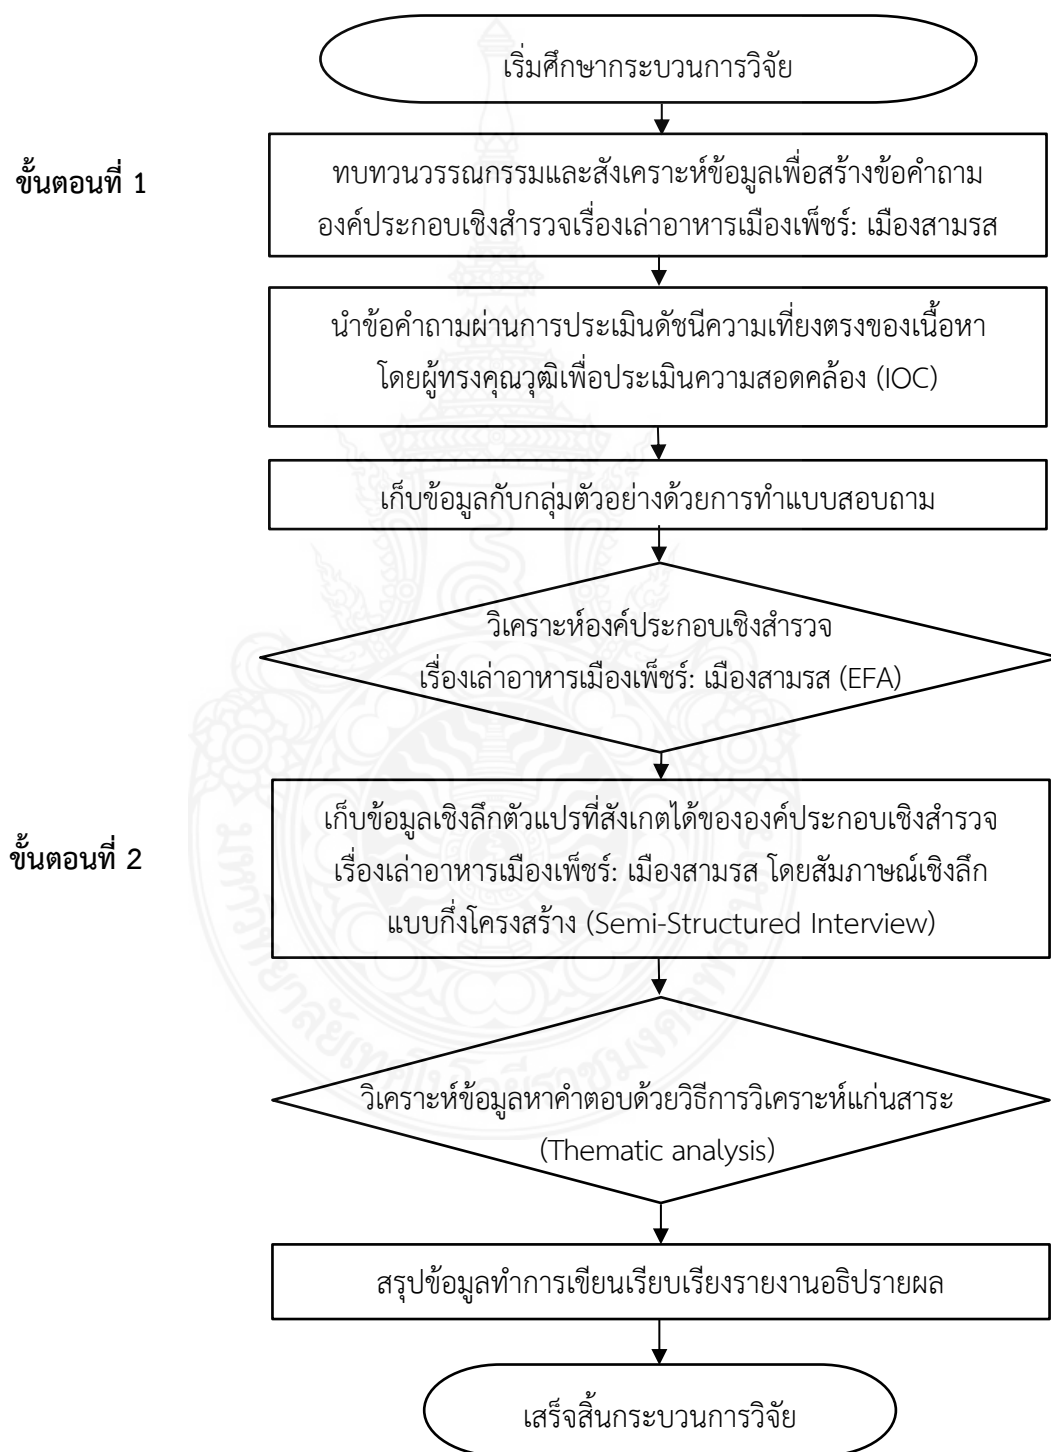 เริ่มศึกษากระบวนการวิจัย
ขั้นตอนที่ 1
ทบทวนวรรณกรรมและสังเคราะห์ข้อมูลเพื่อสร้างข้อคำถาม
องค์ประกอบเชิงสำรวจเรื่องเล่าอาหารเมืองเพ็ชร์: เมืองสามรส
นำข้อคำถามผ่านการประเมินดัชนีความเที่ยงตรงของเนื้อหา
โดยผู้ทรงคุณวุฒิเพื่อประเมินความสอดคล้อง (IOC)
เก็บข้อมูลกับกลุ่มตัวอย่างด้วยการทำแบบสอบถาม
วิเคราะห์องค์ประกอบเชิงสำรวจ
เรื่องเล่าอาหารเมืองเพ็ชร์: เมืองสามรส (EFA)
ขั้นตอนที่ 2
เก็บข้อมูลเชิงลึกตัวแปรที่สังเกตได้ขององค์ประกอบเชิงสำรวจ
เรื่องเล่าอาหารเมืองเพ็ชร์: เมืองสามรส โดยสัมภาษณ์เชิงลึก
แบบกึ่งโครงสร้าง (Semi-Structured Interview)
วิเคราะห์ข้อมูลหาคำตอบด้วยวิธีการวิเคราะห์แก่นสาระ
(Thematic analysis)
สรุปข้อมูลทำการเขียนเรียบเรียงรายงานอธิปรายผล
เสร็จสิ้นกระบวนการวิจัย